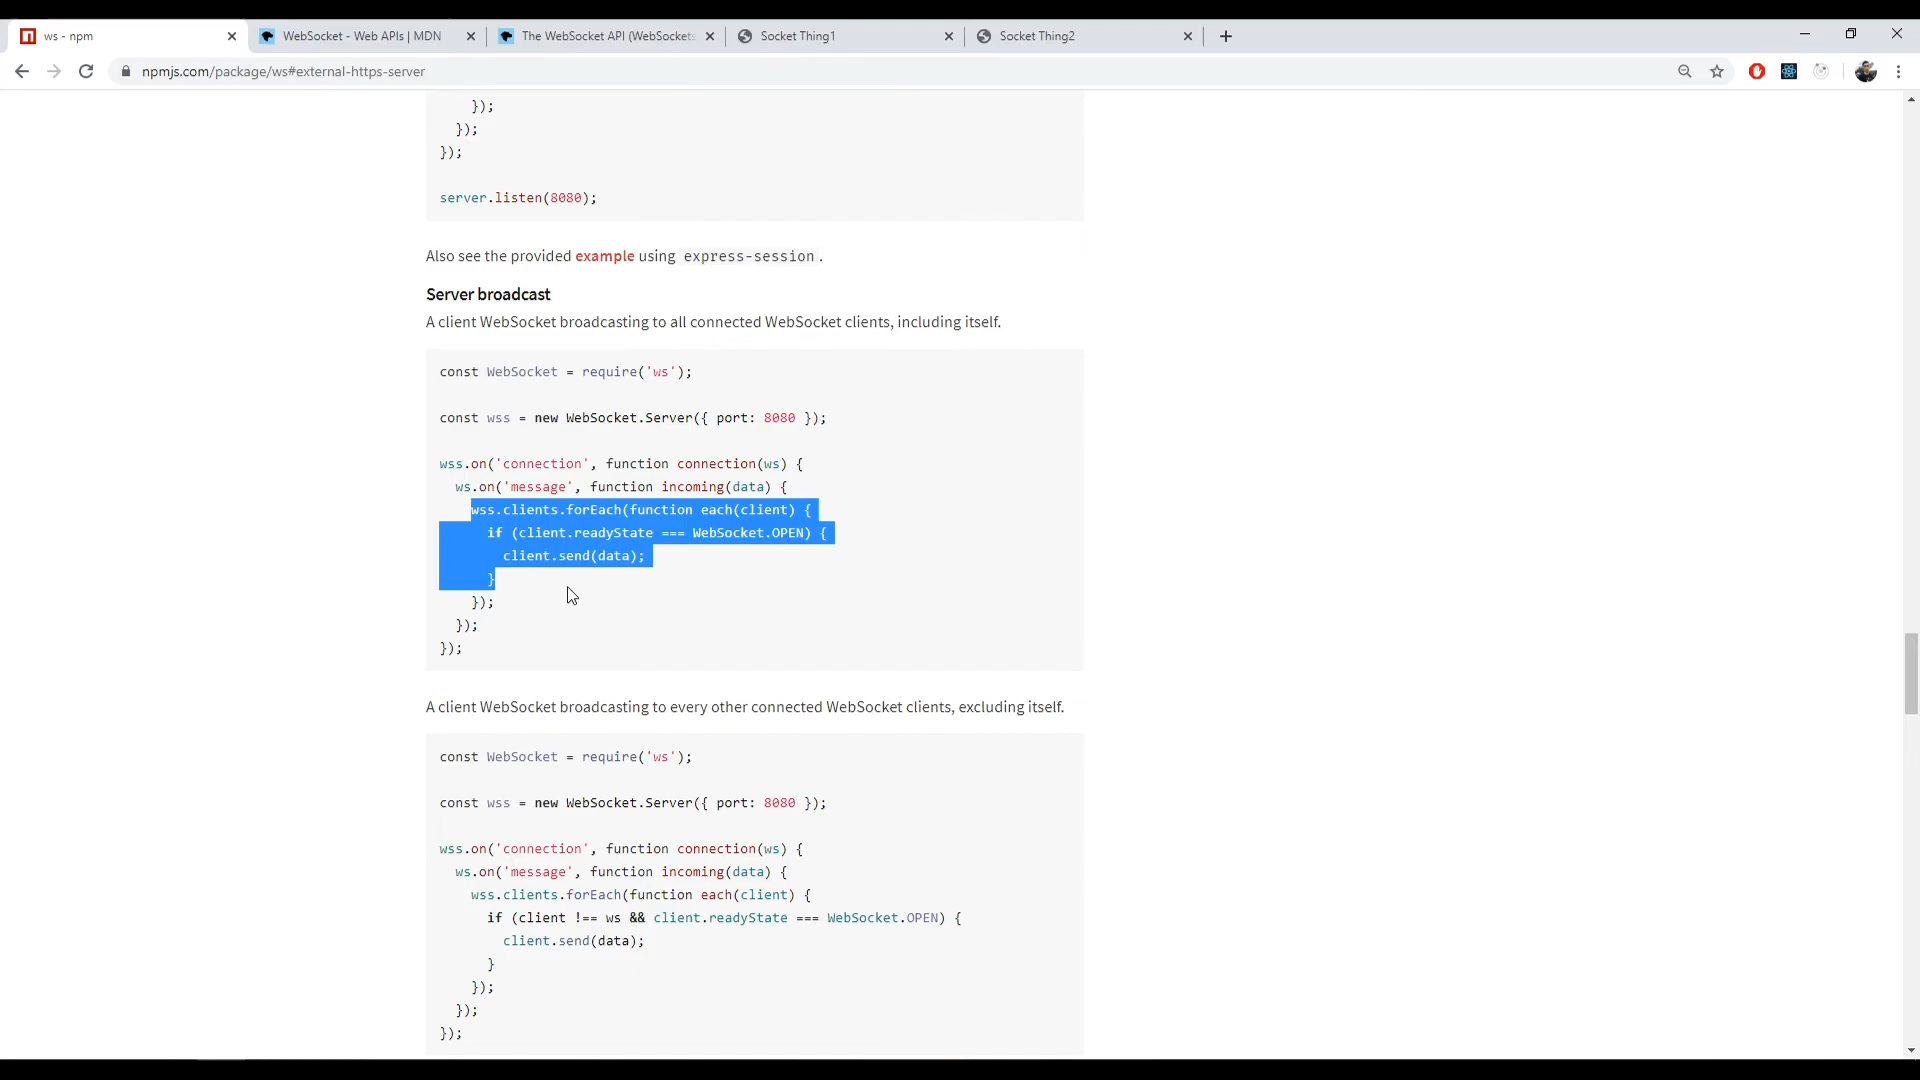 ws - npm
WebSocket - Web APIs | MDN
The WebSocket API (WebSockets
Socket Thing1
Socket Thing2
npmjs.com/package/ws#external-https-server
});
});
});
server.listen(8080);
Also see the provided example using express-session.
Server broadcast
A client WebSocket broadcasting to all connected WebSocket clients, including itself.
const WebSocket = require('ws');
const wss = new WebSocket.Server({ port: 8080 });
wss.on('connection', function connection(ws) {
ws.on('message', function incoming(data) {
wss.clients.forEach(function each(client) {
if (client.readyState === WebSocket.OPEN) {
client.send(data);
}
});
});
});
A client WebSocket broadcasting to every other connected WebSocket clients, excluding itself.
const WebSocket = require('ws');
const wss = new WebSocket.Server({ port: 8080 });
wss.on('connection', function connection(ws) {
ws.on('message', function incoming(data) {
wss.clients.forEach(function each(client) {
if (client !== ws && client.readyState === WebSocket.OPEN) {
client.send(data);
}
});
});
});